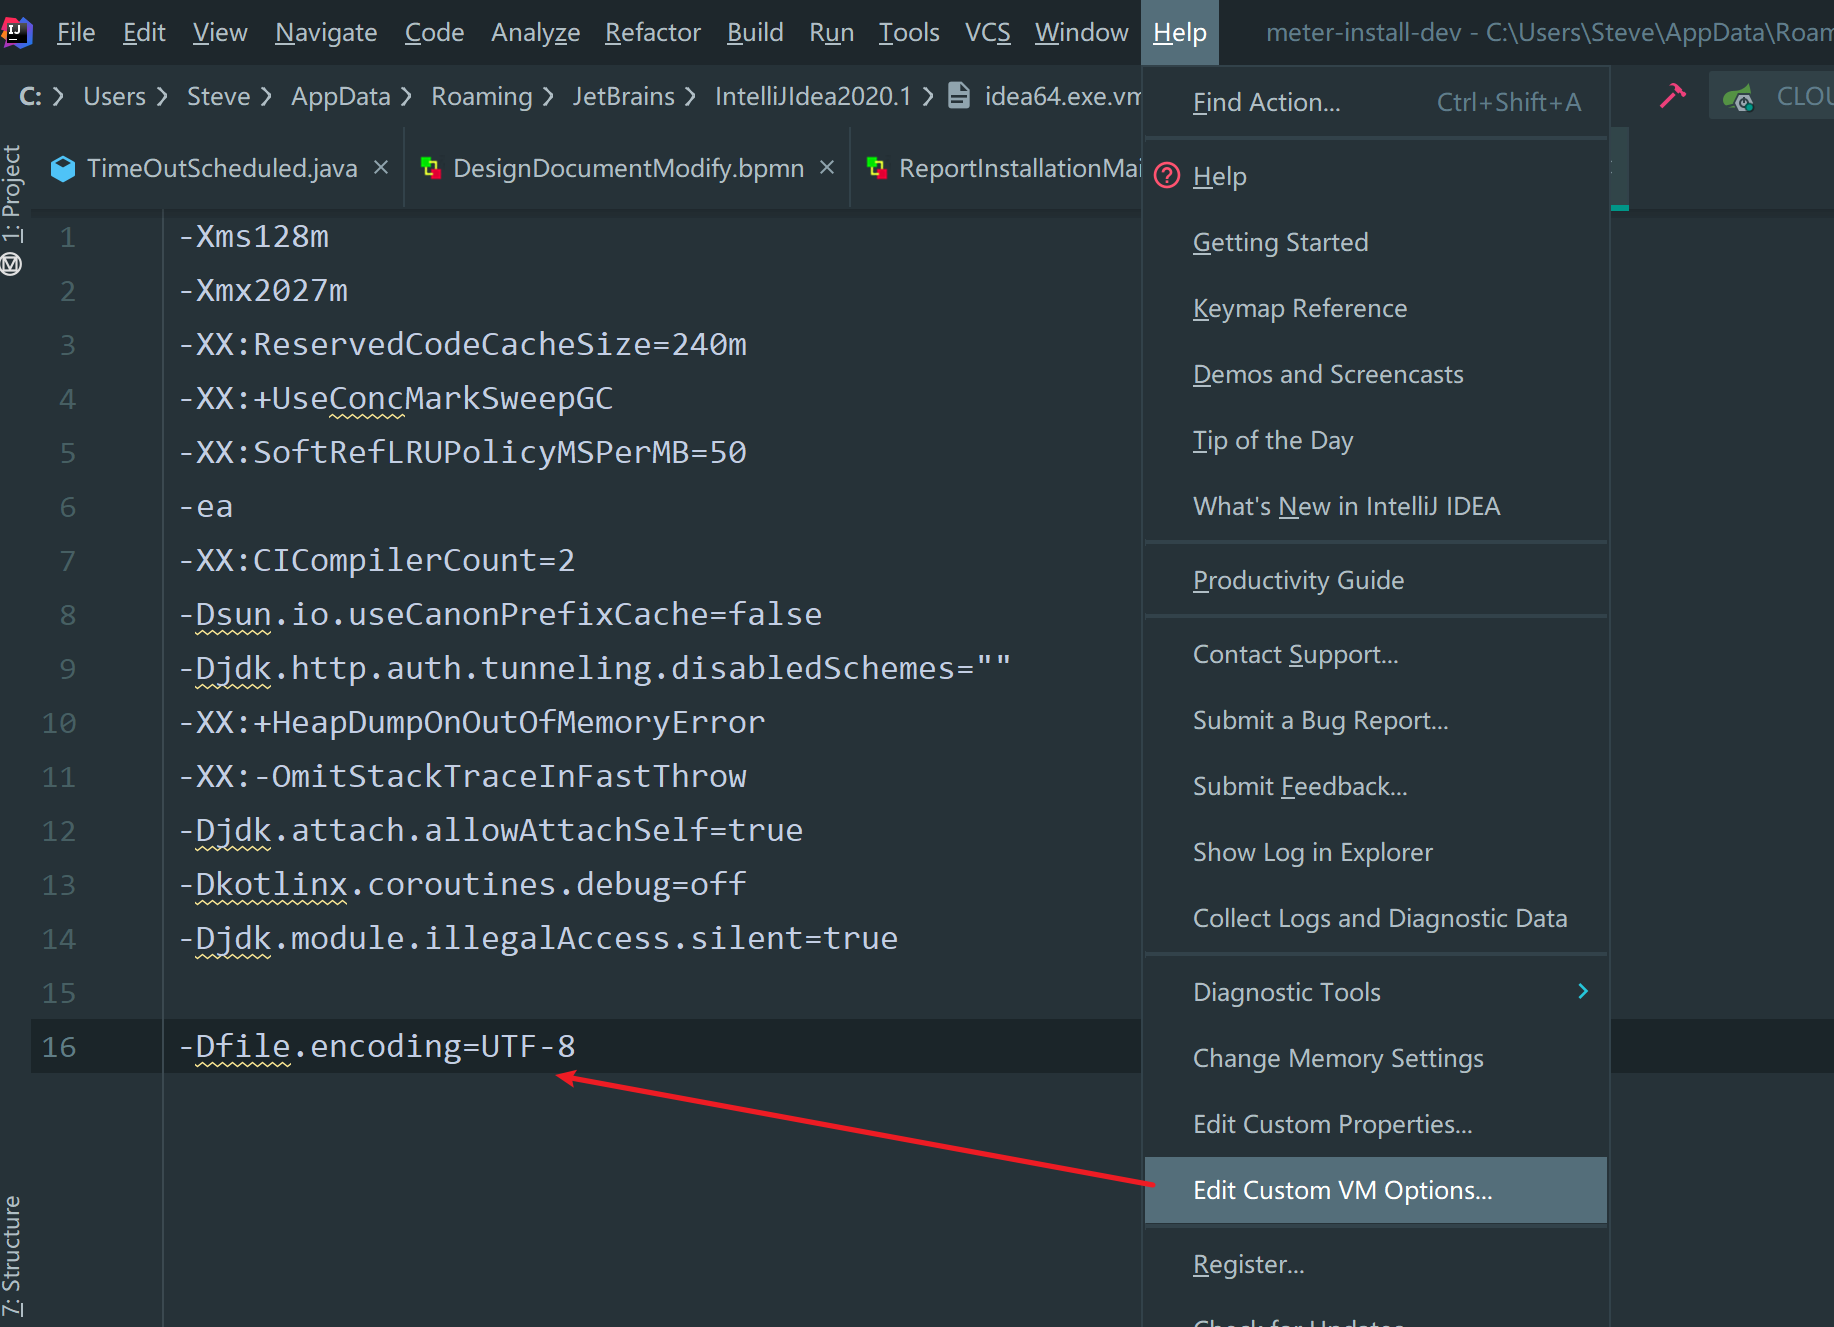 File Edit View Navigate Code Analyze Refactor Build Run Tools VCS Window Help meter-install-dev - C:\Users\Steve\AppData\Roam
C: Users Steve AppData Roaming JetBrains IntelliJIdea2020.1 idea64.exe.vm
CLOU
TimeOutScheduled.java × DesignDocumentModify.bpmn × ReportInstallationMai
1: Project
7: Structure
1 -Xms128m
2 -Xmx2027m
3 -XX:ReservedCodeCacheSize=240m
4 -XX:+UseConcMarkSweepGC
5 -XX:SoftRefLRUPolicyMSPerMB=50
6 -ea
7 -XX:CICompilerCount=2
8 -Dsun.io.useCanonPrefixCache=false
9 -Djdk.http.auth.tunneling.disabledSchemes=""
10 -XX:+HeapDumpOnOutOfMemoryError
11 -XX:-OmitStackTraceInFastThrow
12 -Djdk.attach.allowAttachSelf=true
13 -Dkotlinx.coroutines.debug=off
14 -Djdk.module.illegalAccess.silent=true
15
16 -Dfile.encoding=UTF-8
Find Action... Ctrl+Shift+A
Help
Getting Started
Keymap Reference
Demos and Screencasts
Tip of the Day
What's New in IntelliJ IDEA
Productivity Guide
Contact Support...
Submit a Bug Report...
Submit Feedback...
Show Log in Explorer
Collect Logs and Diagnostic Data
Diagnostic Tools
Change Memory Settings
Edit Custom Properties...
Edit Custom VM Options...
Register...
Check for Updates